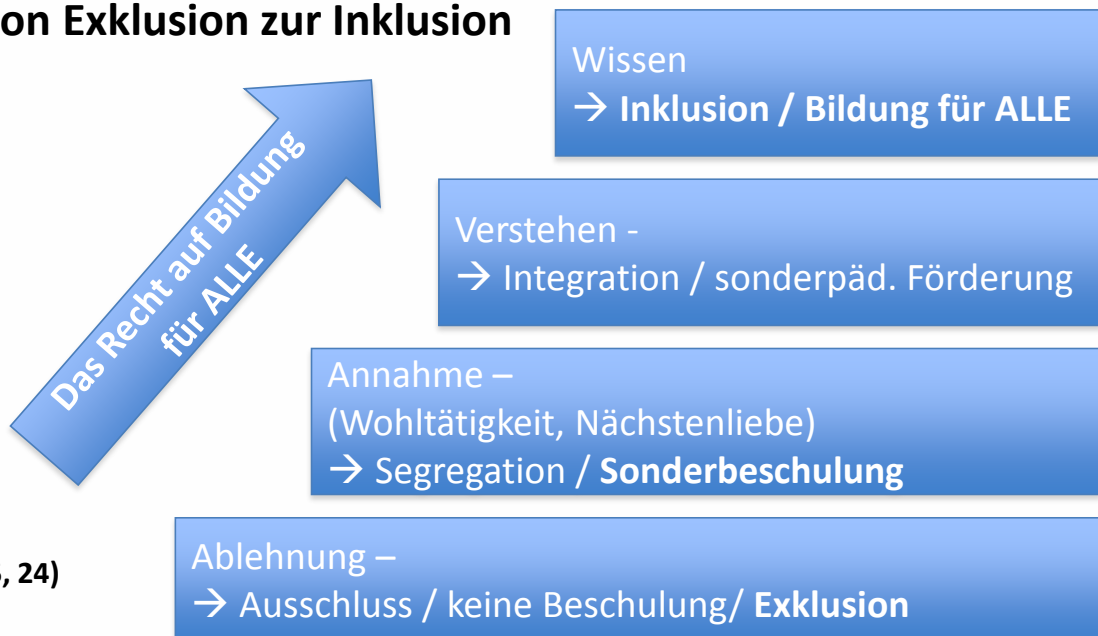 on Exklusion zur Inklusion
Wissen
→ Inklusion / Bildung für ALLE
Das Recht auf Bildung
für ALLE
Verstehen -
→ Integration / sonderpäd. Förderung
Annahme –
(Wohltätigkeit, Nächstenliebe)
→ Segregation / Sonderbeschulung
, 24)
Ablehnung –
→ Ausschluss / keine Beschulung/ Exklusion